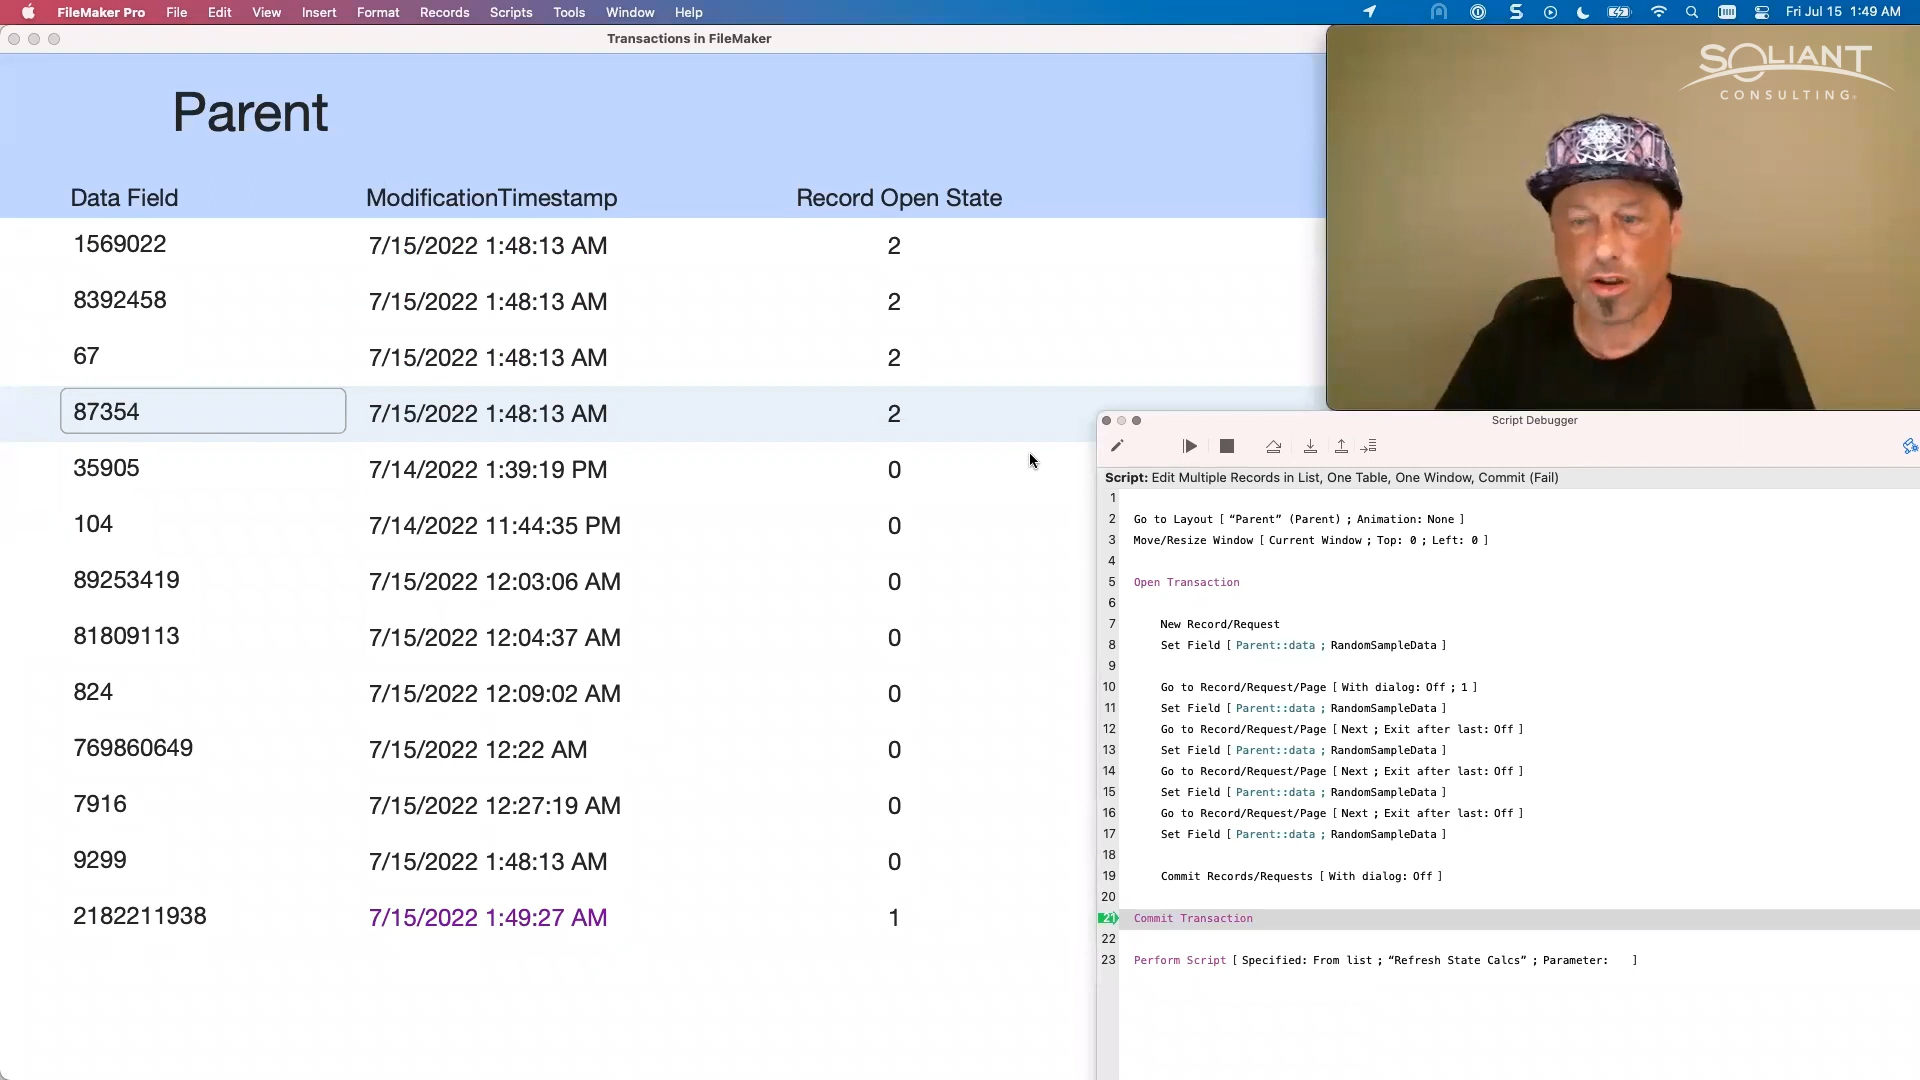 FileMaker Pro File Edit View Insert Format Records Scripts Tools Window Help Fri Jul 15 1:49 AM
Transactions in FileMaker
SOLIANT
CONSULTING
Parent
Data Field ModificationTimestamp Record Open State
1569022 7/15/2022 1:48:13 AM 2
8392458 7/15/2022 1:48:13 AM 2
67 7/15/2022 1:48:13 AM 2
87354 7/15/2022 1:48:13 AM 2
35905 7/14/2022 1:39:19 PM 0
104 7/14/2022 11:44:35 PM 0
89253419 7/15/2022 12:03:06 AM 0
81809113 7/15/2022 12:04:37 AM 0
824 7/15/2022 12:09:02 AM 0
769860649 7/15/2022 12:22 AM 0
7916 7/15/2022 12:27:19 AM 0
9299 7/15/2022 1:48:13 AM 0
2182211938 7/15/2022 1:49:27 AM 1
Script Debugger
Script: Edit Multiple Records in List, One Table, One Window, Commit (Fail)
1
2 Go to Layout [ “Parent” (Parent) ; Animation: None ]
3 Move/Resize Window [ Current Window ; Top: 0 ; Left: 0 ]
4
5 Open Transaction
6
7 New Record/Request
8 Set Field [ Parent::data ; RandomSampleData ]
9
10 Go to Record/Request/Page [ With dialog: Off ; 1 ]
11 Set Field [ Parent::data ; RandomSampleData ]
12 Go to Record/Request/Page [ Next ; Exit after last: Off ]
13 Set Field [ Parent::data ; RandomSampleData ]
14 Go to Record/Request/Page [ Next ; Exit after last: Off ]
15 Set Field [ Parent::data ; RandomSampleData ]
16 Go to Record/Request/Page [ Next ; Exit after last: Off ]
17 Set Field [ Parent::data ; RandomSampleData ]
18
19 Commit Records/Requests [ With dialog: Off ]
20
21 Commit Transaction
22
23 Perform Script [ Specified: From list ; “Refresh State Calcs” ; Parameter: ]